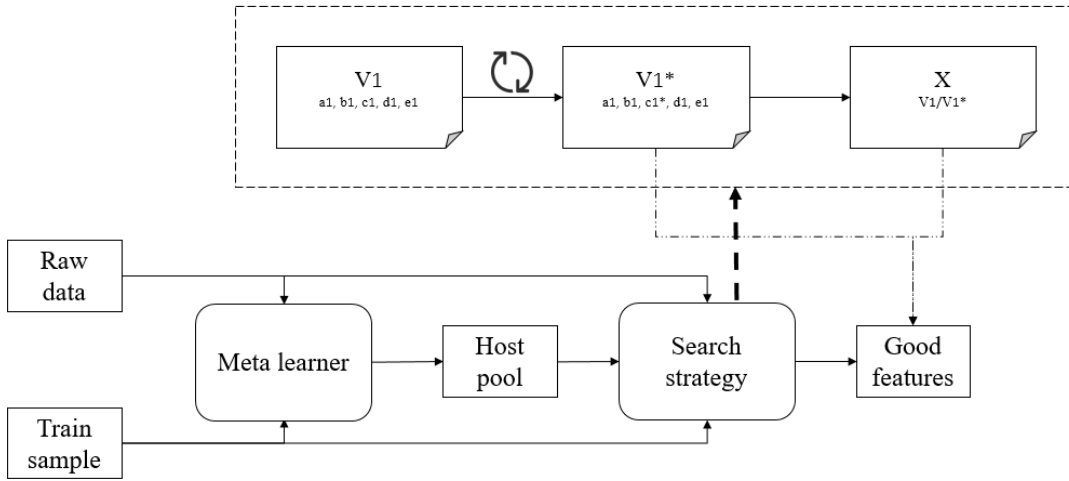 V1
a1, b1, c1, d1, e1
V1*
a1, b1, c1*, d1, e1
X
V1/V1*
Raw
data
Meta learner
Host
pool
Search
strategy
Good
features
Train
sample